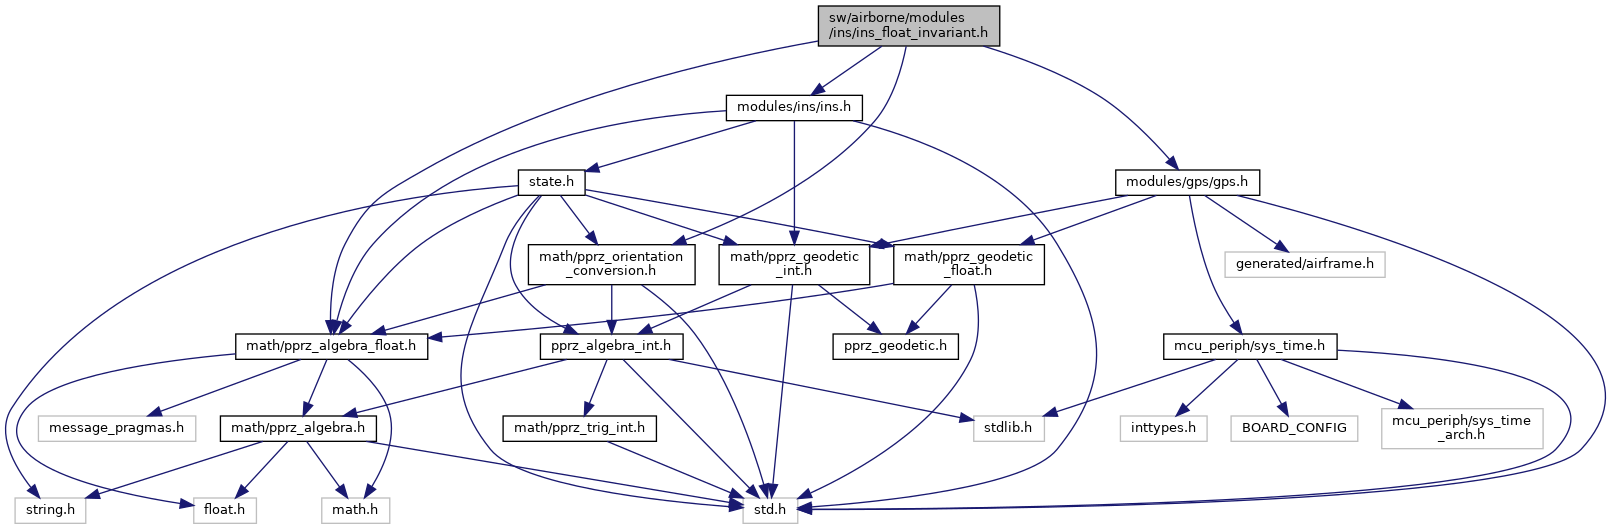 sw/airborne/modules
/ins/ins_float_invariant.h
modules/ins/ins.h
state.h
modules/gps/gps.h
math/pprz_orientation
_conversion.h
math/pprz_geodetic
_int.h
math/pprz_geodetic
_float.h
generated/airframe.h
math/pprz_algebra_float.h
pprz_algebra_int.h
pprz_geodetic.h
mcu_periph/sys_time.h
message_pragmas.h
math/pprz_algebra.h
math/pprz_trig_int.h
stdlib.h
inttypes.h
BOARD_CONFIG
mcu_periph/sys_time
_arch.h
string.h
float.h
math.h
std.h